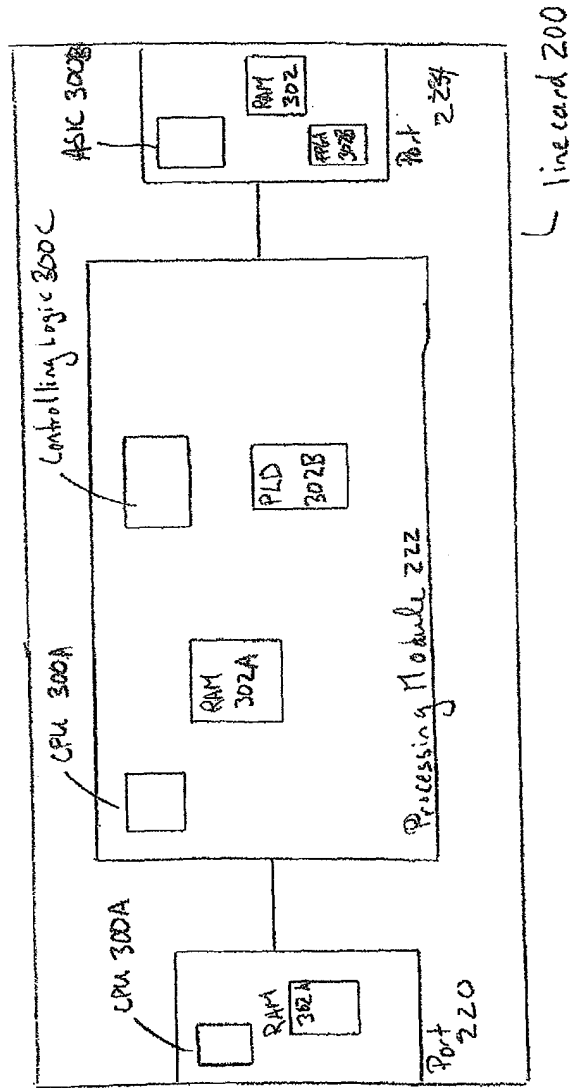 CPU 300A
RAM
302A
Port
220
CPU 300A
RAM
302A
Controlling Logic 300C
PLD
302B
Processing Module 222
ASIC 300B
RAM
302
FPGA
302B
Port
line card 200